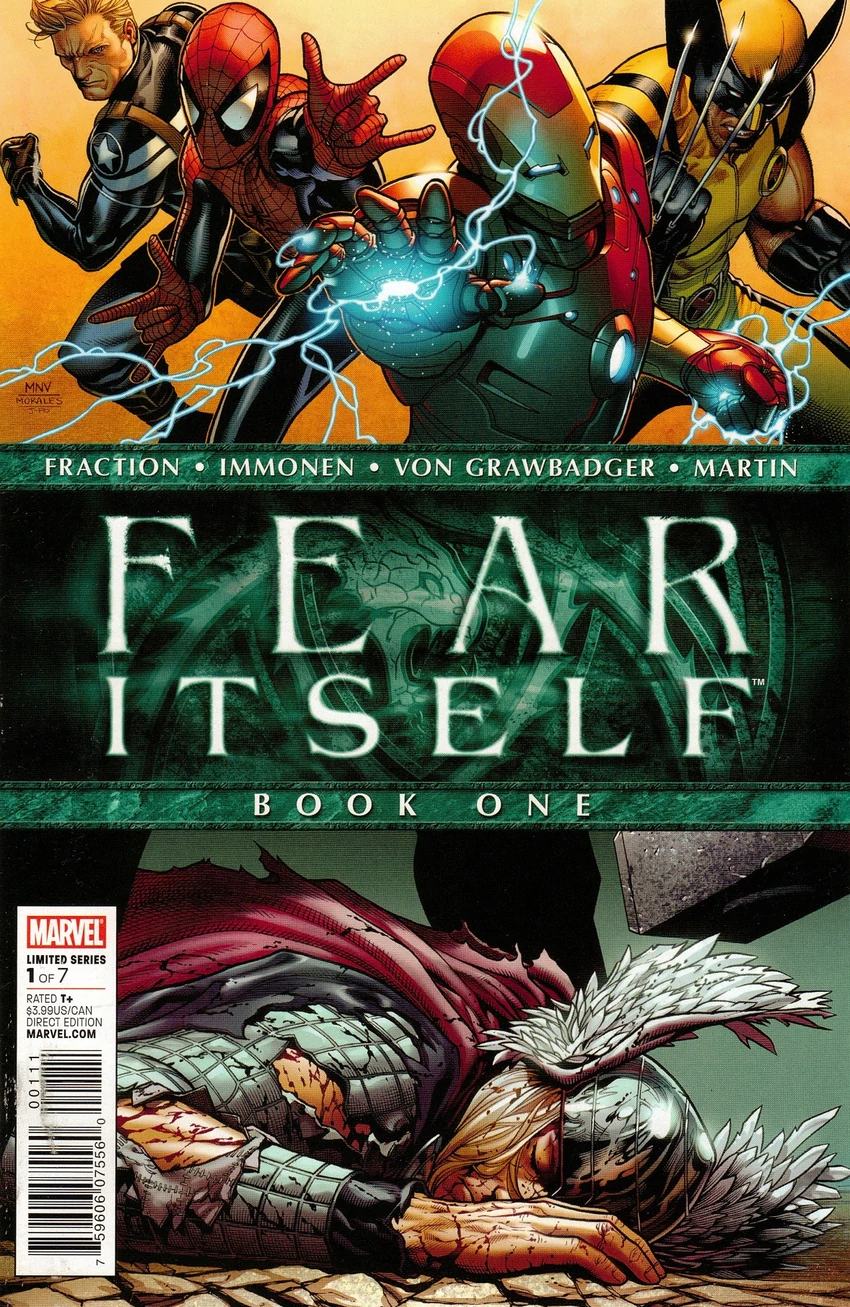 MNV
MORALES
J-PO
FRACTION • IMMONEN • VON GRAWBADGER • MARTIN
FEAR
ITSELF™
BOOK ONE
MARVEL
LIMITED SERIES
1 OF 7
RATED T+
$3.99US/CAN
DIRECT EDITION
MARVEL.COM
00111
7 59606 07556 0